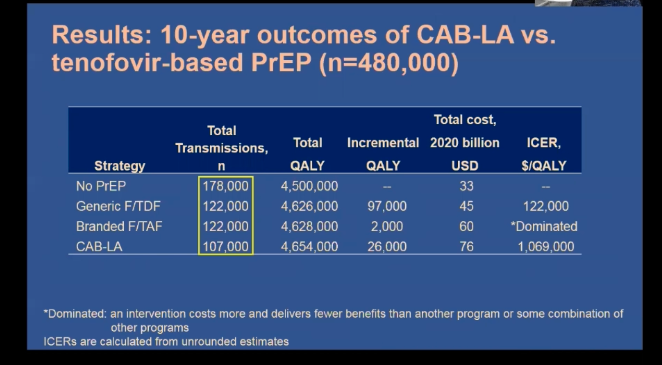 Results: 10-year outcomes of CAB-LA vs.
tenofovir-based PrEP (n=480,000)
Strategy Total Transmissions, n Total QALY Incremental QALY Total cost, 2020 billion USD ICER, $/QALY
No PrEP 178,000 4,500,000 -- 33 --
Generic F/TDF 122,000 4,626,000 97,000 45 122,000
Branded F/TAF 122,000 4,628,000 2,000 60 *Dominated
CAB-LA 107,000 4,654,000 26,000 76 1,069,000
*Dominated: an intervention costs more and delivers fewer benefits than another program or some combination of
other programs
ICERs are calculated from unrounded estimates